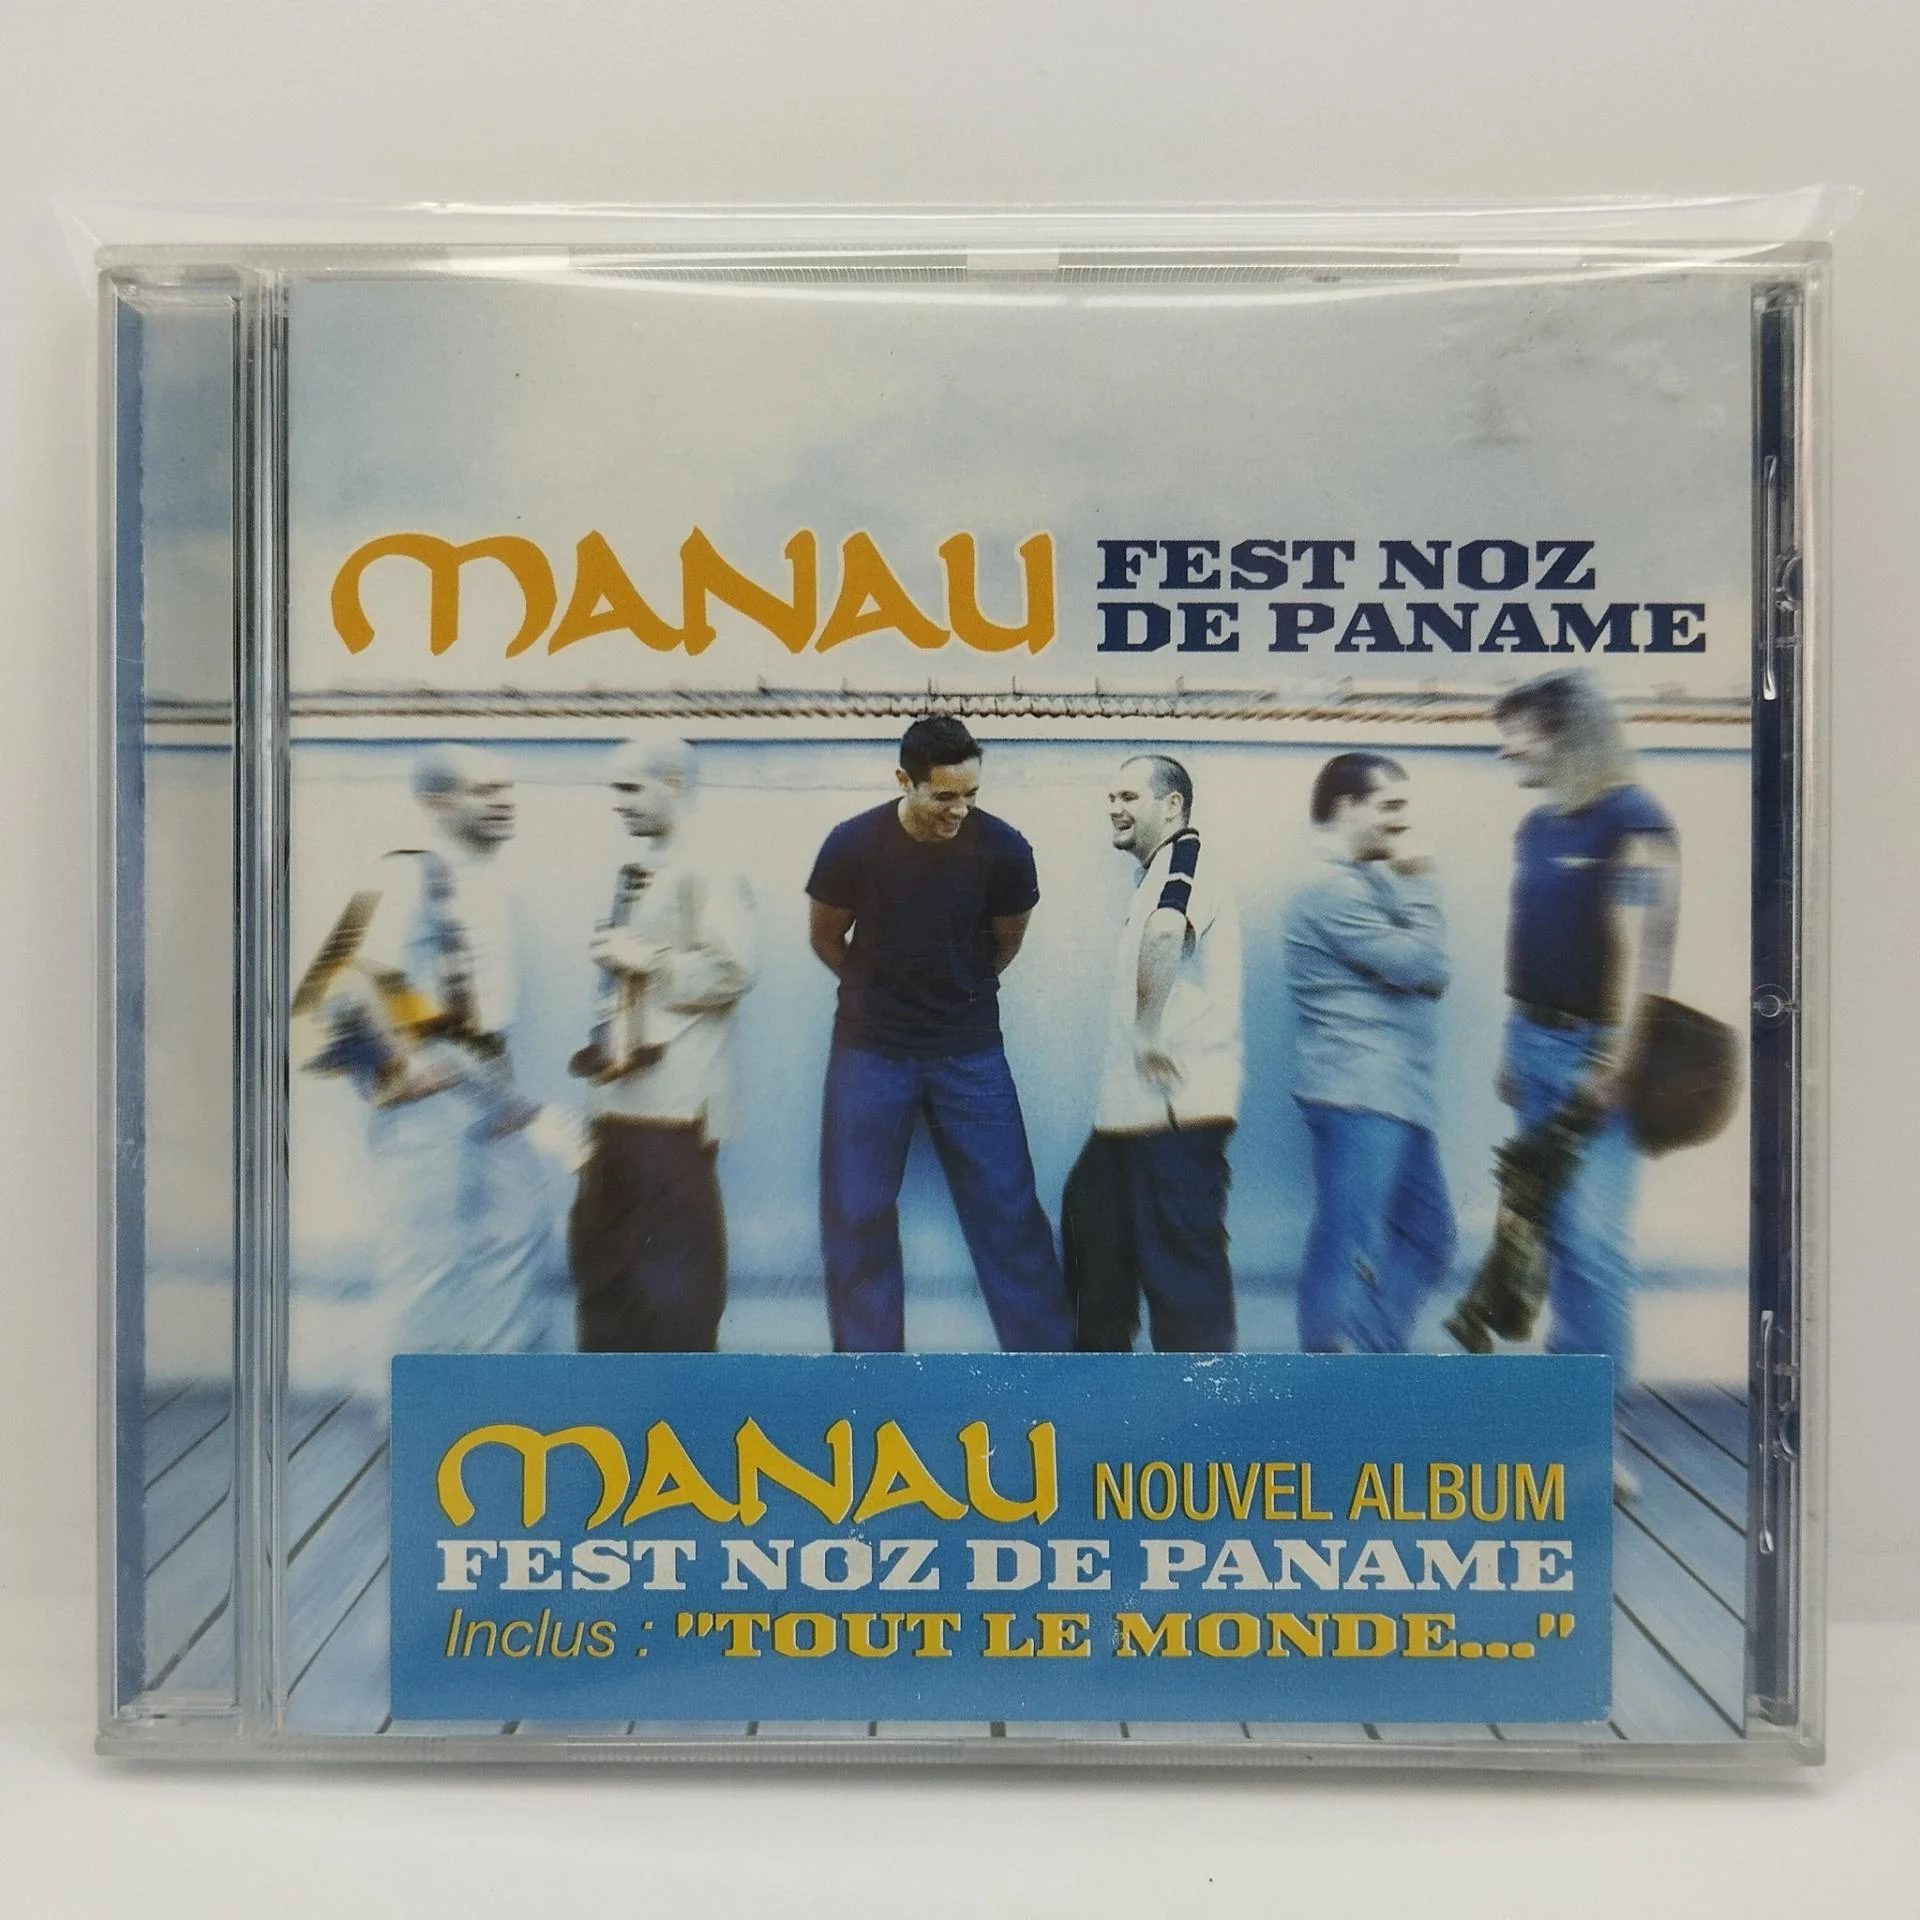 MANAU FEST NOZ
DE PANAME
MANAU NOUVEL ALBUM
FEST NOZ DE PANAME
Inclus : "TOUT LE MONDE..."